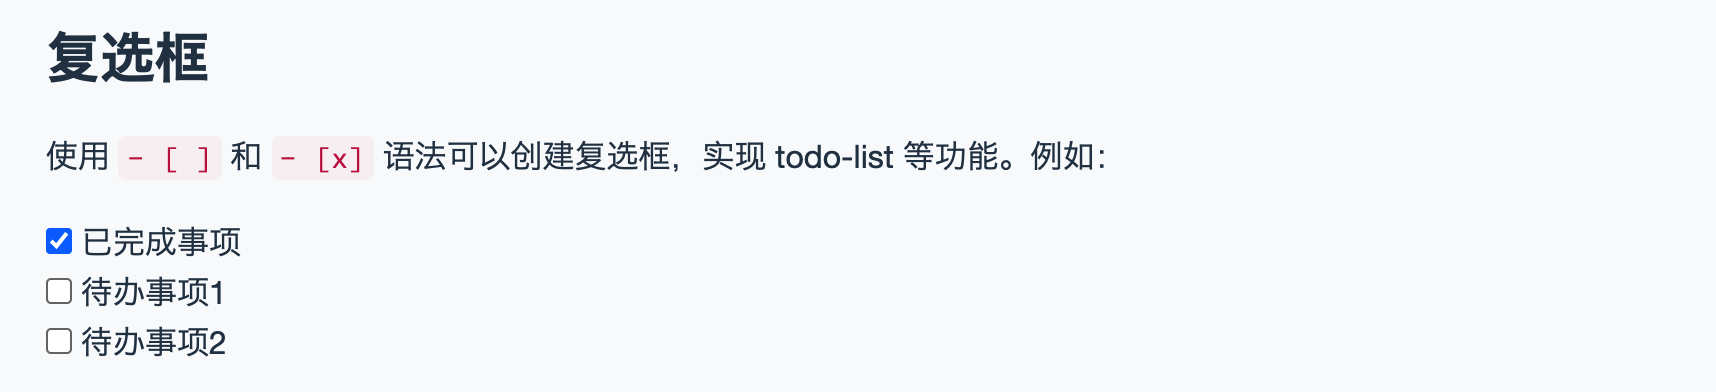 复选框
使用 - [ ] 和 - [x] 语法可以创建复选框，实现 todo-list 等功能。例如：
已完成事项
待办事项1
待办事项2